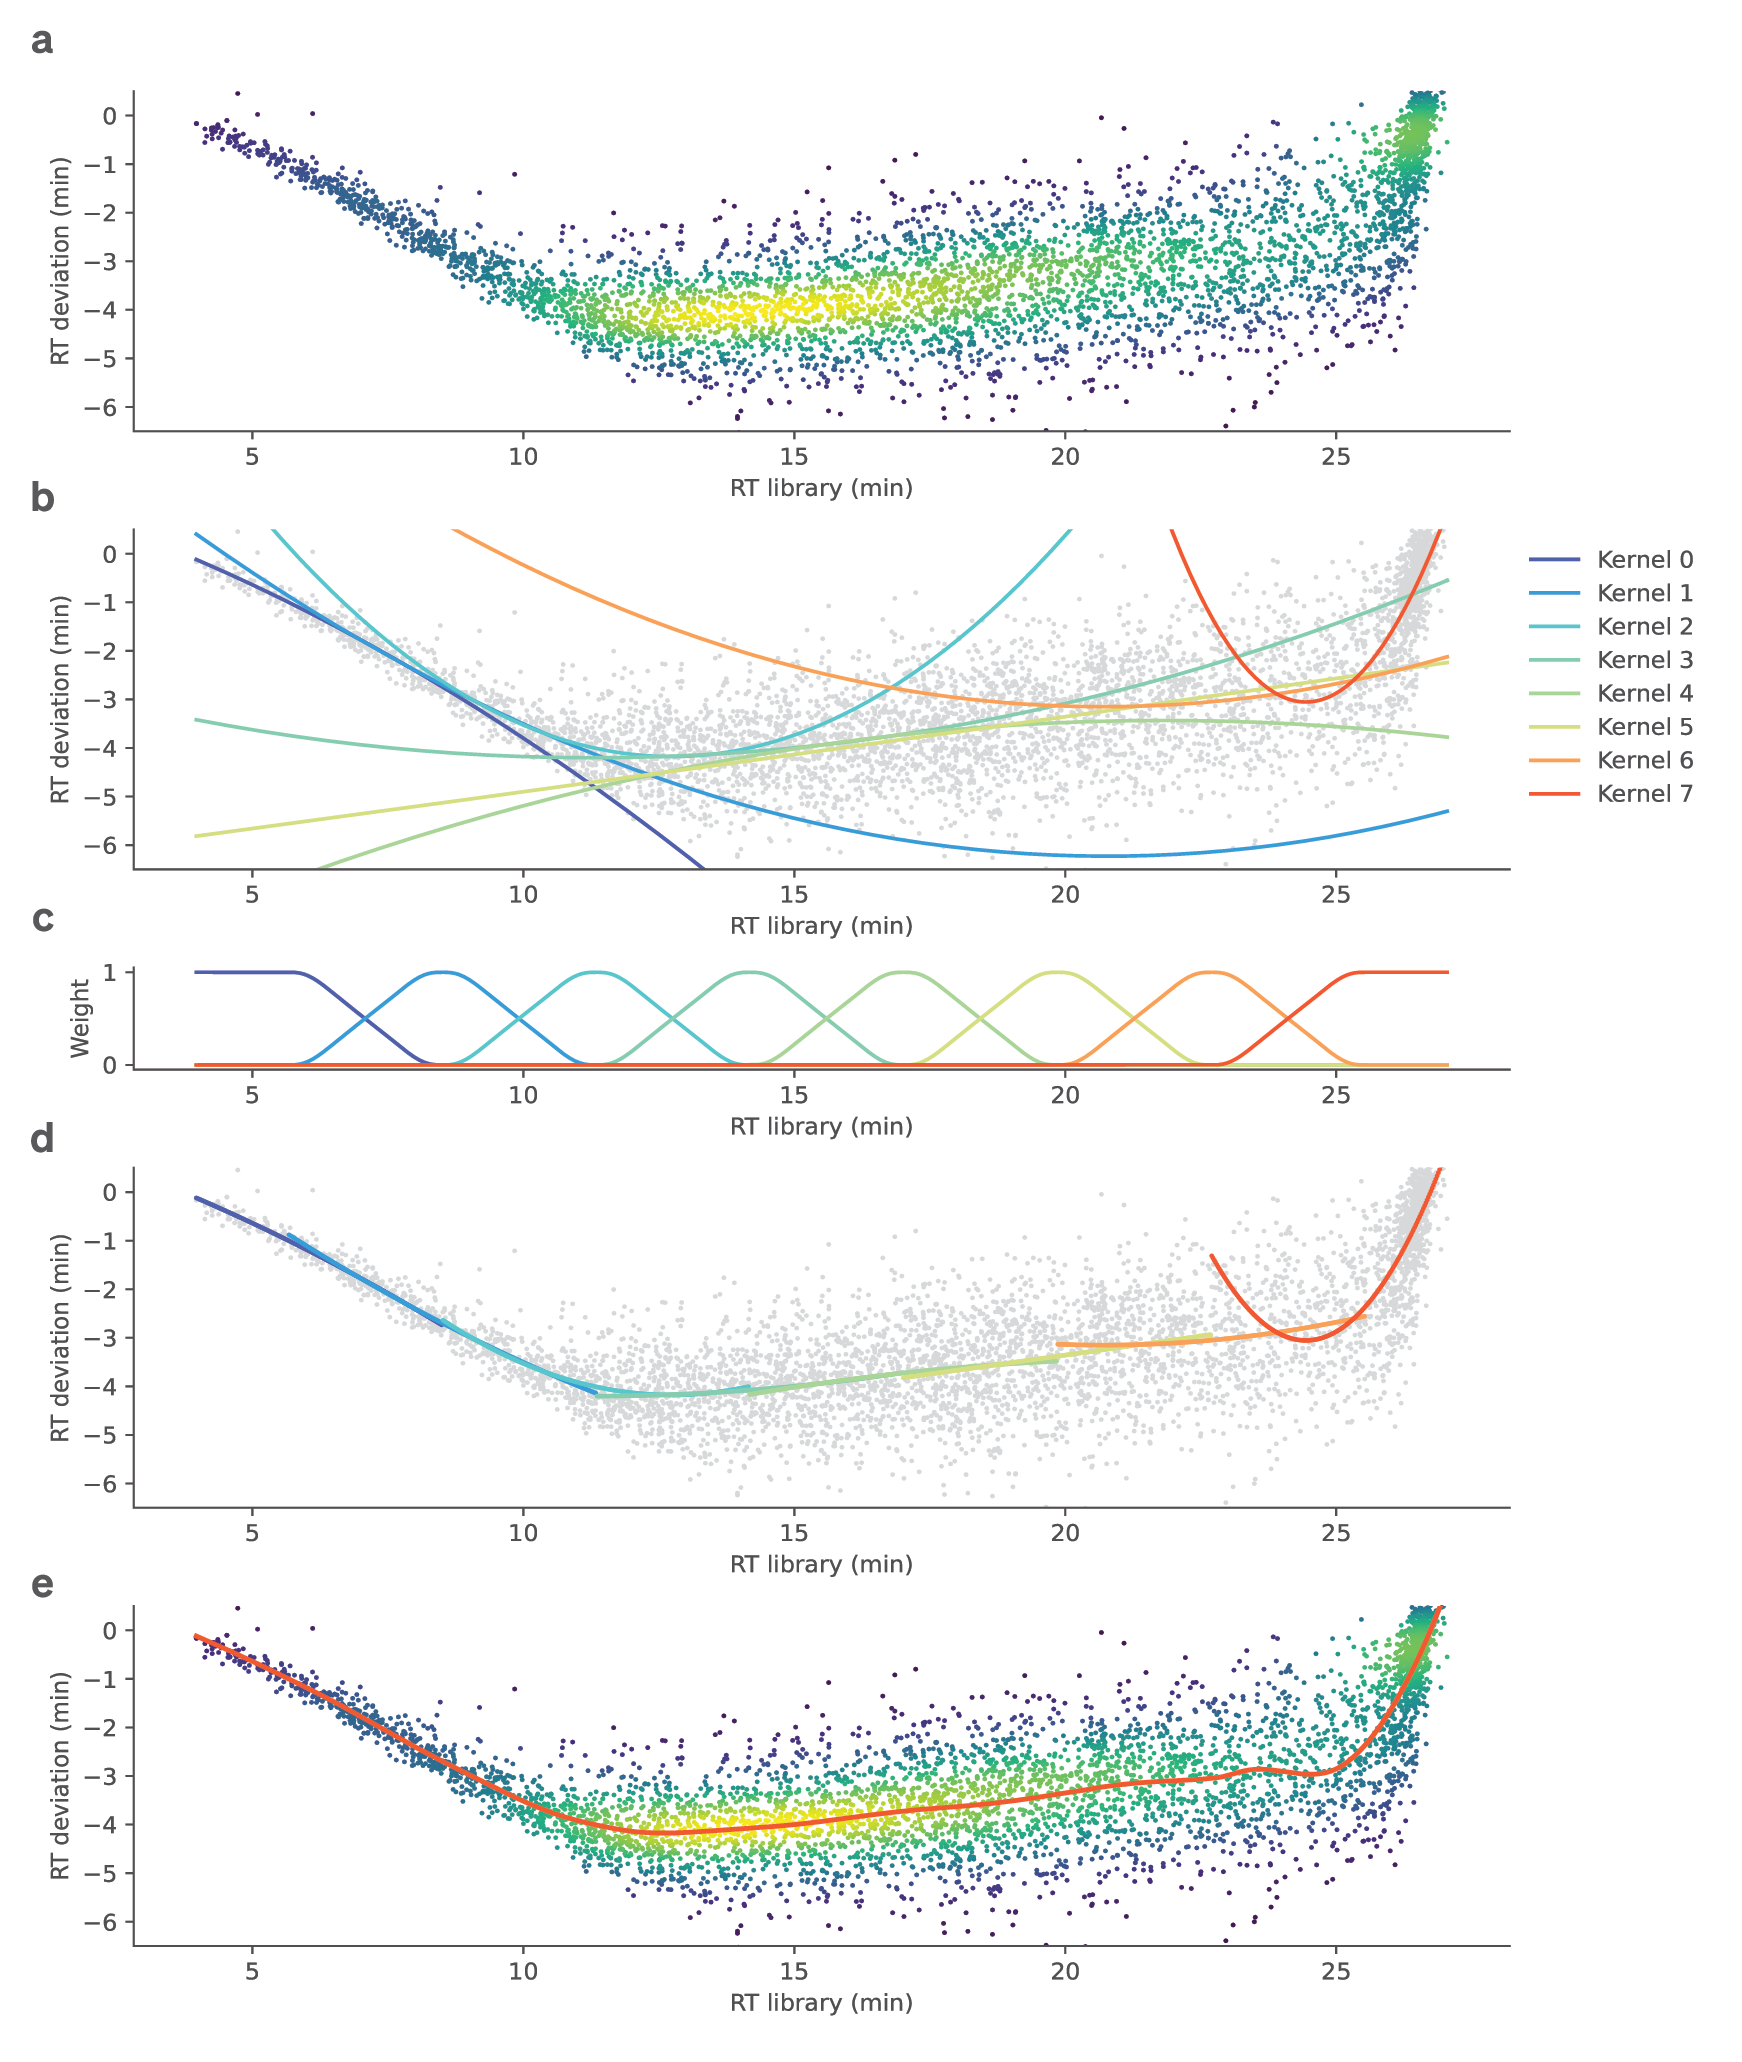 a
0
−1
−2
−3
−4
−5
−6
RT deviation (min)
5 10 15 20 25
RT library (min)
b
0
−1
−2
−3
−4
−5
−6
RT deviation (min)
5 10 15 20 25
RT library (min)
Kernel 0
Kernel 1
Kernel 2
Kernel 3
Kernel 4
Kernel 5
Kernel 6
Kernel 7
c
1
0
Weight
5 10 15 20 25
RT library (min)
d
0
−1
−2
−3
−4
−5
−6
RT deviation (min)
5 10 15 20 25
RT library (min)
e
0
−1
−2
−3
−4
−5
−6
RT deviation (min)
5 10 15 20 25
RT library (min)